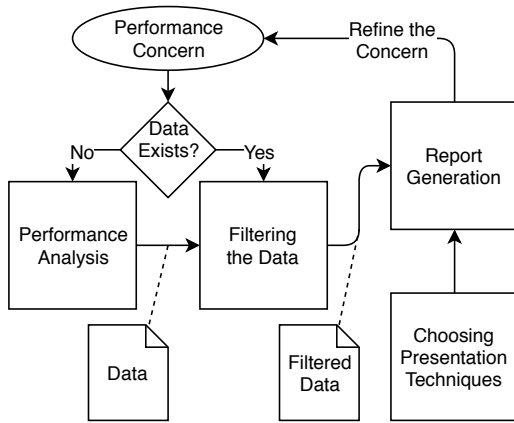 Performance
Concern
Refine the
Concern
Data
Exists?
No
Yes
Performance
Analysis
Filtering
the Data
Report
Generation
Data
Filtered
Data
Choosing
Presentation
Techniques